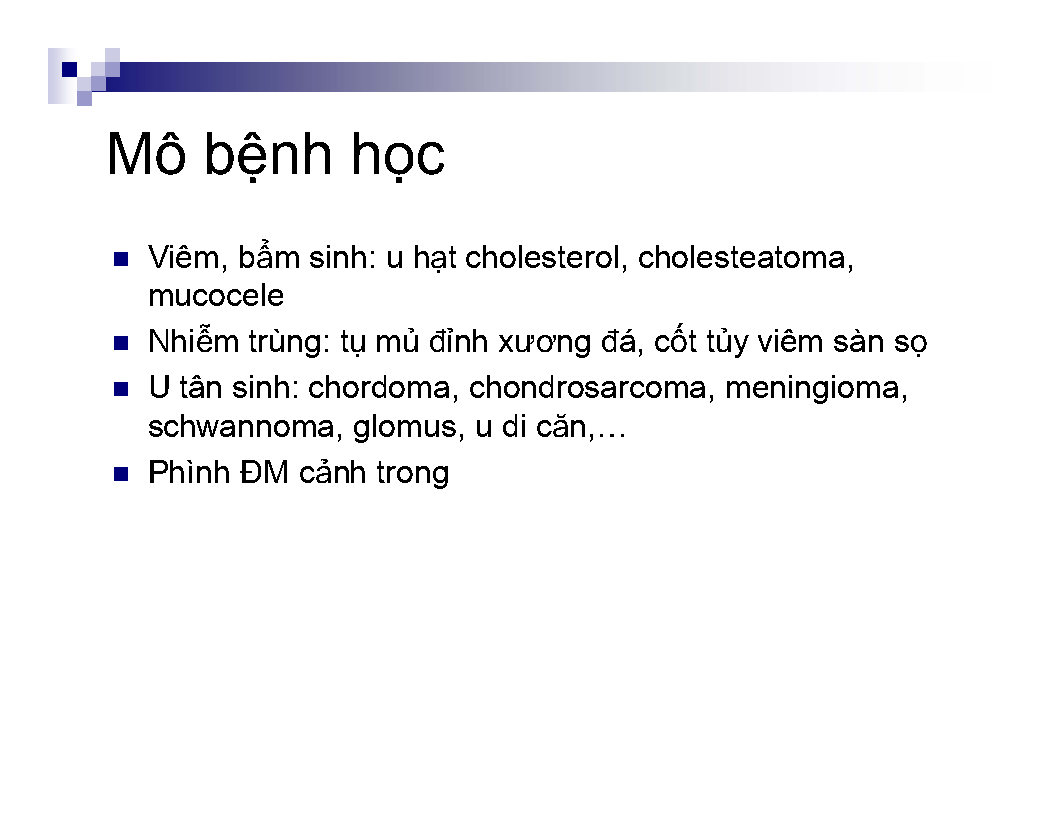 Mô bệnh học
Viêm, bẩm sinh: u hạt cholesterol, cholesteatoma,
mucocele
Nhiễm trùng: tụ mủ đỉnh xương đá, cốt tủy viêm sàn sọ
U tân sinh: chordoma, chondrosarcoma, meningioma,
schwannoma, glomus, u di căn,…
Phình ĐM cảnh trong